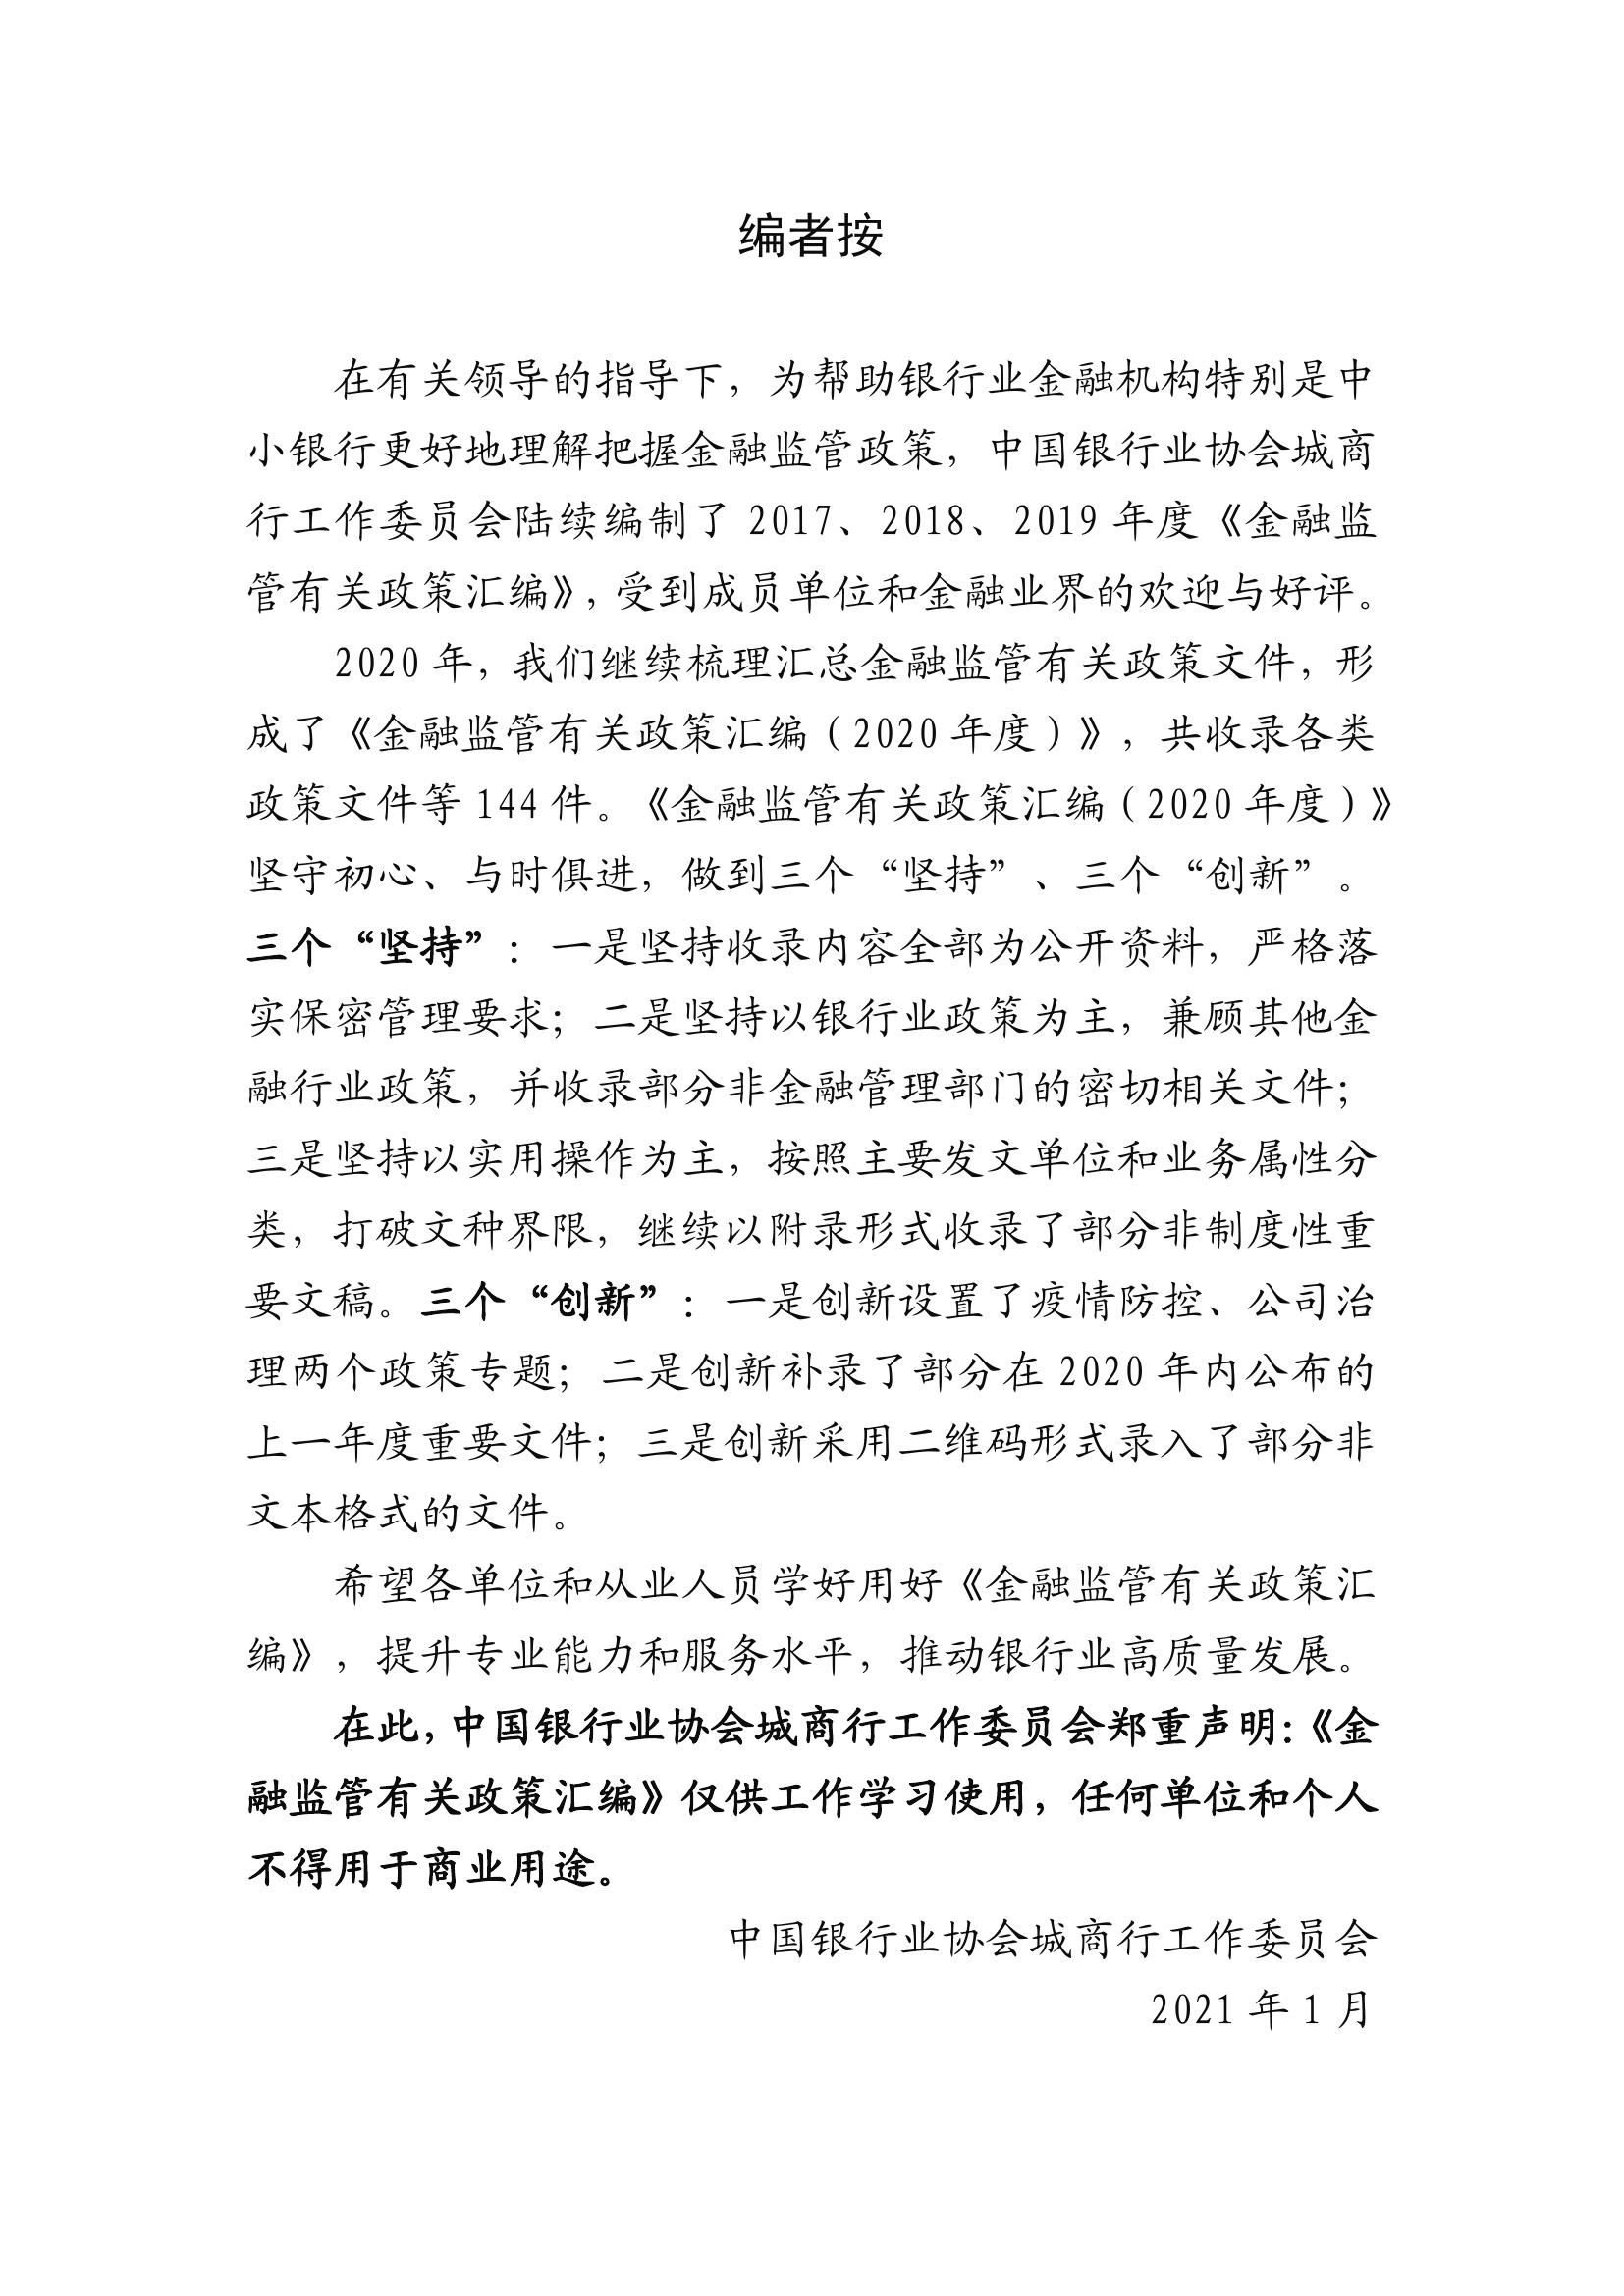 编者按
在有关领导的指导下，为帮助银行业金融机构特别是中
小银行更好地理解把握金融监管政策，中国银行业协会城商
行工作委员会陆续编制了 2017、2018、2019 年度《金融监
管有关政策汇编》，受到成员单位和金融业界的欢迎与好评。
2020 年，我们继续梳理汇总金融监管有关政策文件，形
成了《金融监管有关政策汇编（2020 年度）》，共收录各类
政策文件等 144 件。《金融监管有关政策汇编（2020 年度）》
坚守初心、与时俱进，做到三个“坚持”、三个“创新”。
三个“坚持”：一是坚持收录内容全部为公开资料，严格落
实保密管理要求；二是坚持以银行业政策为主，兼顾其他金
融行业政策，并收录部分非金融管理部门的密切相关文件；
三是坚持以实用操作为主，按照主要发文单位和业务属性分
类，打破文种界限，继续以附录形式收录了部分非制度性重
要文稿。三个“创新”：一是创新设置了疫情防控、公司治
理两个政策专题；二是创新补录了部分在 2020 年内公布的
上一年度重要文件；三是创新采用二维码形式录入了部分非
文本格式的文件。
希望各单位和从业人员学好用好《金融监管有关政策汇
编》，提升专业能力和服务水平，推动银行业高质量发展。
在此，中国银行业协会城商行工作委员会郑重声明：《金
融监管有关政策汇编》仅供工作学习使用，任何单位和个人
不得用于商业用途。
中国银行业协会城商行工作委员会
2021 年 1 月